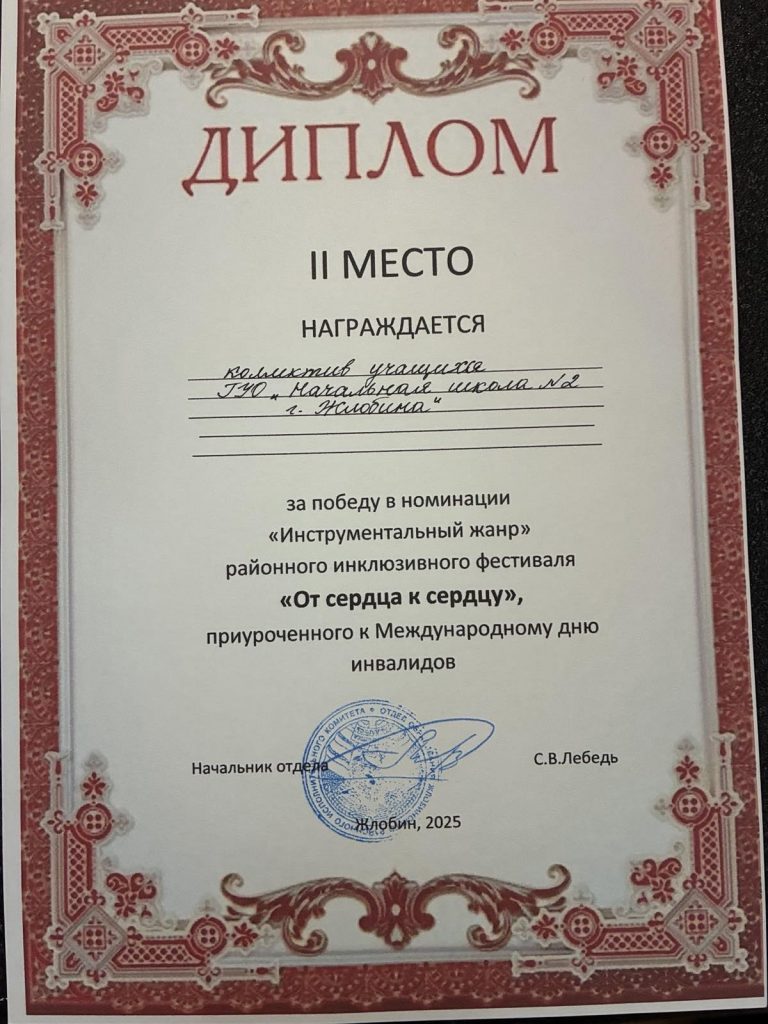 ДИПЛОМ
II МЕСТО
НАГРАЖДАЕТСЯ
коллектив учащихся
ГУО „Начальная школа №2
г. Жлобина"
за победу в номинации
«Инструментальный жанр»
районного инклюзивного фестиваля
«От сердца к сердцу»,
приуроченного к Международному дню
инвалидов
Начальник отдела
С.В.Лебедь
Жлобин, 2025